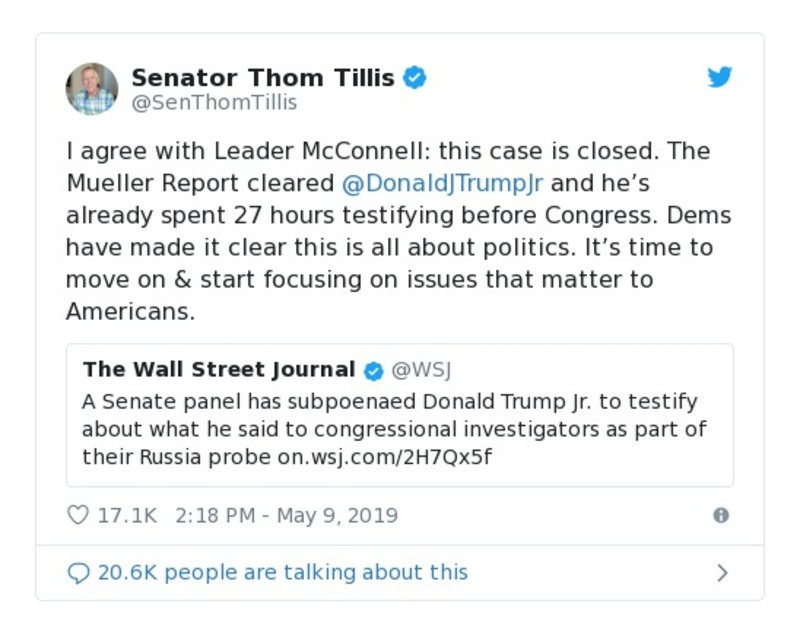 Senator Thom Tillis
@SenThomTillis
I agree with Leader McConnell: this case is closed. The
Mueller Report cleared @DonaldJTrumpJr and he’s
already spent 27 hours testifying before Congress. Dems
have made it clear this is all about politics. It’s time to
move on & start focusing on issues that matter to
Americans.
The Wall Street Journal @WSJ
A Senate panel has subpoenaed Donald Trump Jr. to testify
about what he said to congressional investigators as part of
their Russia probe on.wsj.com/2H7Qx5f
17.1K 2:18 PM - May 9, 2019
20.6K people are talking about this